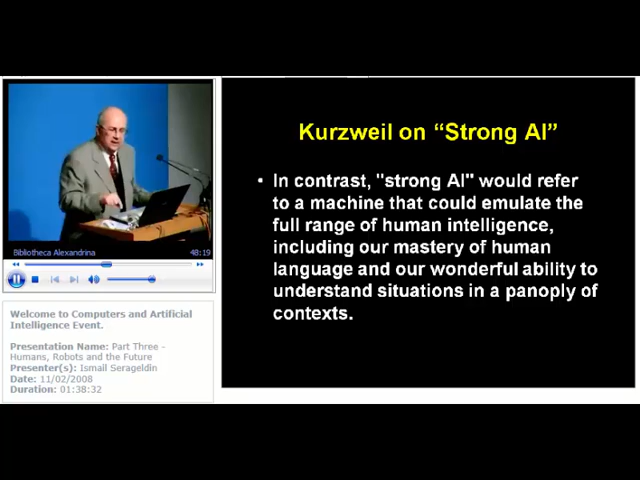 Kurzweil on “Strong AI”
• In contrast, "strong AI" would refer
to a machine that could emulate the
full range of human intelligence,
including our mastery of human
language and our wonderful ability to
understand situations in a panoply of
contexts.
Bibliotheca Alexandrina
48:19
Welcome to Computers and Artificial
Intelligence Event.
Presentation Name: Part Three -
Humans, Robots and the Future
Presenter(s): Ismail Serageldin
Date: 11/02/2008
Duration: 01:38:32